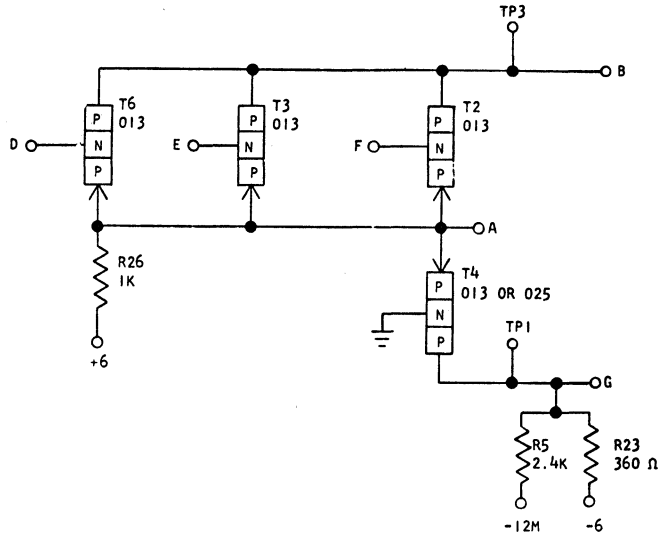 TP3
B
T6
013
P
N
P
D
T3
013
P
N
P
E
T2
013
P
N
P
F
A
R26
1K
+6
T4
013 OR 025
P
N
P
TP1
G
R5
2.4K
R23
360 Ω
-12M
-6